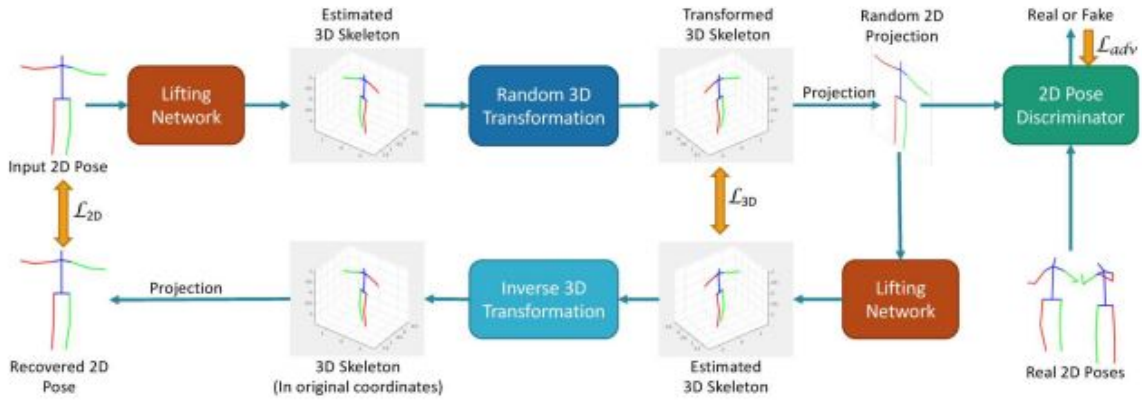 Estimated
3D Skeleton
Transformed
3D Skeleton
Random 2D
Projection
Real or Fake
ℒadv
Lifting
Network
Random 3D
Transformation
Projection
2D Pose
Discriminator
Input 2D Pose
ℒ2D
ℒ3D
Projection
Inverse 3D
Transformation
Lifting
Network
Recovered 2D
Pose
3D Skeleton
(In original coordinates)
Estimated
3D Skeleton
Real 2D Poses